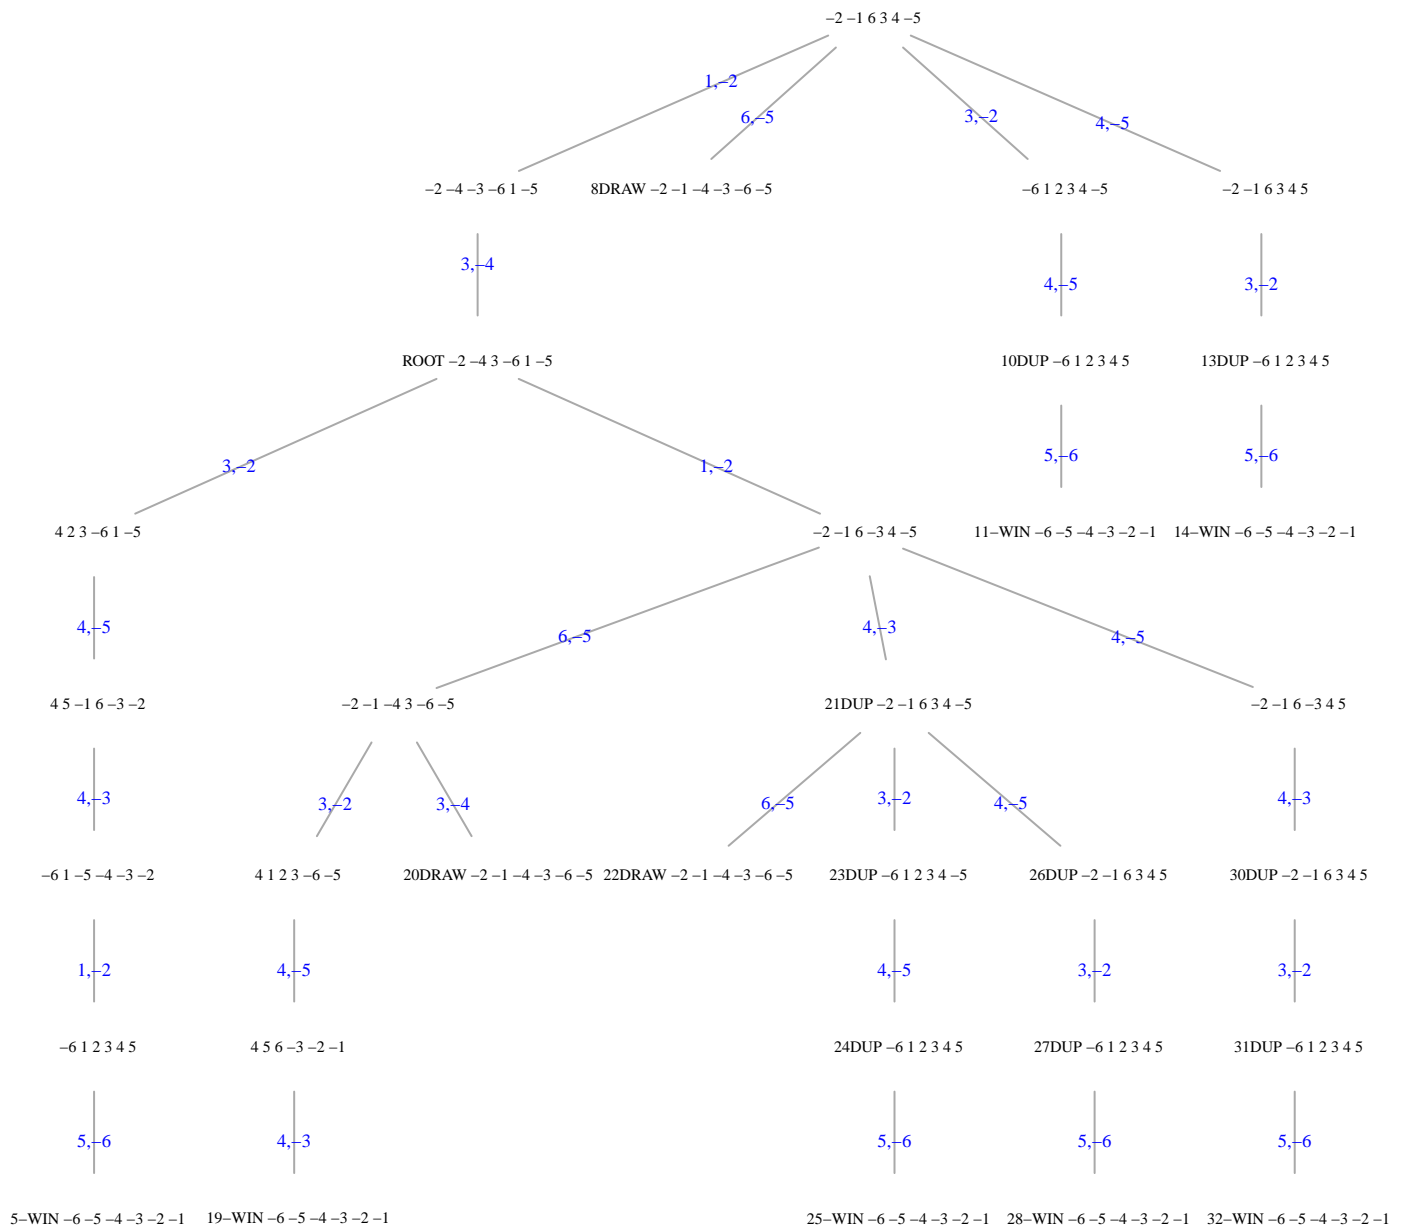 –2 –1 6 3 4 –5
1,–2
6,–5
3,–2
4,–5
–2 –4 –3 –6 1 –5
8DRAW –2 –1 –4 –3 –6 –5
–6 1 2 3 4 –5
–2 –1 6 3 4 5
3,–4
4,–5
3,–2
ROOT –2 –4 3 –6 1 –5
10DUP –6 1 2 3 4 5
13DUP –6 1 2 3 4 5
3,–2
1,–2
5,–6
5,–6
4 2 3 –6 1 –5
–2 –1 6 –3 4 –5
11–WIN –6 –5 –4 –3 –2 –1
14–WIN –6 –5 –4 –3 –2 –1
4,–5
6,–5
4,–3
4,–5
4 5 –1 6 –3 –2
–2 –1 –4 3 –6 –5
21DUP –2 –1 6 3 4 –5
–2 –1 6 –3 4 5
4,–3
3,–2
3,–4
6,–5
3,–2
4,–5
4,–3
–6 1 –5 –4 –3 –2
4 1 2 3 –6 –5
20DRAW –2 –1 –4 –3 –6 –5
22DRAW –2 –1 –4 –3 –6 –5
23DUP –6 1 2 3 4 –5
26DUP –2 –1 6 3 4 5
30DUP –2 –1 6 3 4 5
1,–2
4,–5
4,–5
3,–2
3,–2
–6 1 2 3 4 5
4 5 6 –3 –2 –1
24DUP –6 1 2 3 4 5
27DUP –6 1 2 3 4 5
31DUP –6 1 2 3 4 5
5,–6
4,–3
5,–6
5,–6
5,–6
5–WIN –6 –5 –4 –3 –2 –1
19–WIN –6 –5 –4 –3 –2 –1
25–WIN –6 –5 –4 –3 –2 –1
28–WIN –6 –5 –4 –3 –2 –1
32–WIN –6 –5 –4 –3 –2 –1